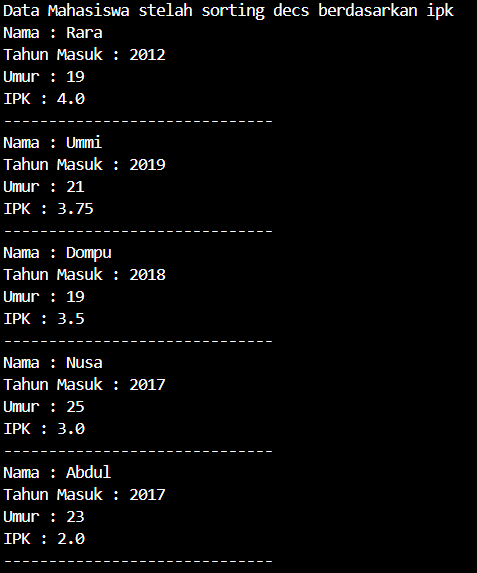 Data Mahasiswa stelah sorting decs berdasarkan ipk
Nama : Rara
Tahun Masuk : 2012
Umur : 19
IPK : 4.0
------------------------------
Nama : Ummi
Tahun Masuk : 2019
Umur : 21
IPK : 3.75
------------------------------
Nama : Dompu
Tahun Masuk : 2018
Umur : 19
IPK : 3.5
------------------------------
Nama : Nusa
Tahun Masuk : 2017
Umur : 25
IPK : 3.0
------------------------------
Nama : Abdul
Tahun Masuk : 2017
Umur : 23
IPK : 2.0
------------------------------